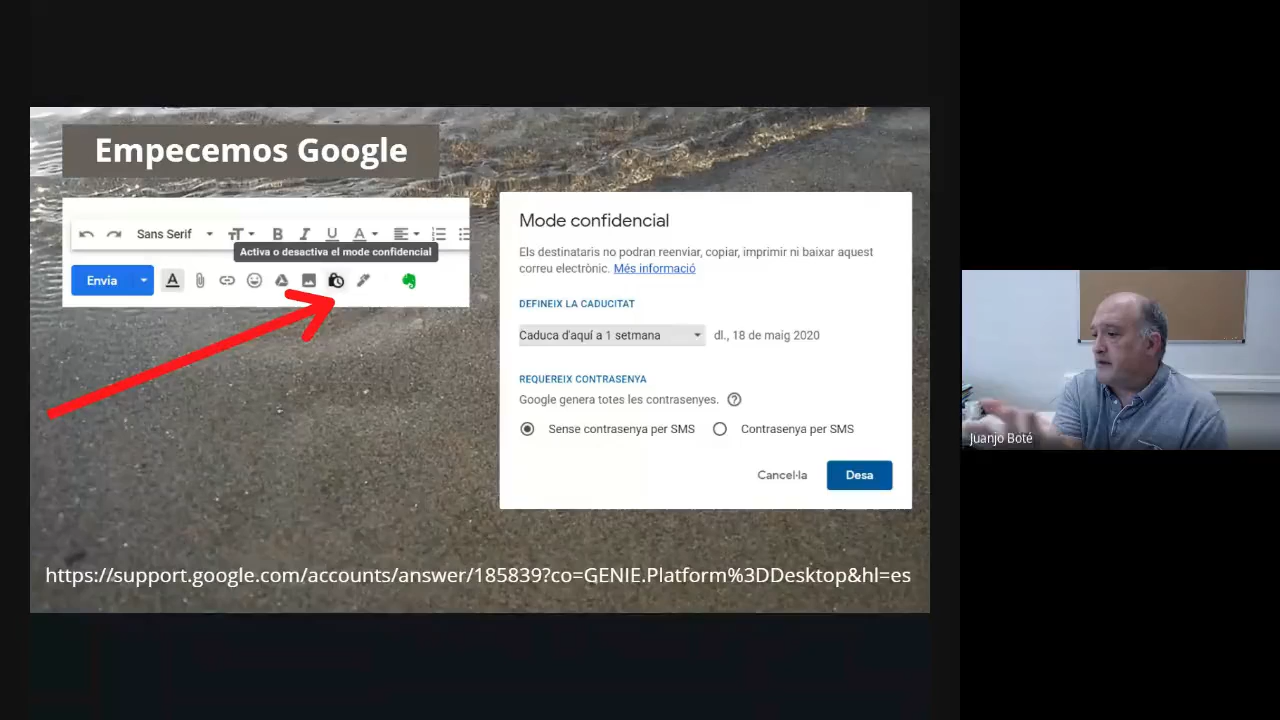 Empecemos Google
Sans Serif
Activa o desactiva el mode confidencial
Envia
Mode confidencial
Els destinataris no podran reenviar, copiar, imprimir ni baixar aquest
correu electrònic. Més informació
DEFINEIX LA CADUCITAT
Caduca d'aquí a 1 setmana dl., 18 de maig 2020
REQUEREIX CONTRASENYA
Google genera totes les contrasenyes.
Sense contrasenya per SMS Contrasenya per SMS
Cancel·la Desa
https://support.google.com/accounts/answer/185839?co=GENIE.Platform%3DDesktop&hl=es
Juanjo Boté